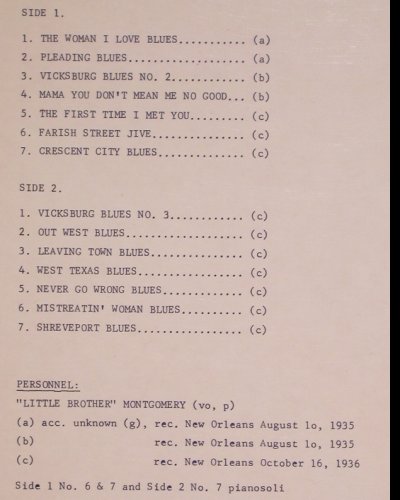 SIDE 1.
1. THE WOMAN I LOVE BLUES........... (a)
2. PLEADING BLUES................... (a)
3. VICKSBURG BLUES NO. 2............ (b)
4. MAMA YOU DON'T MEAN ME NO GOOD... (b)
5. THE FIRST TIME I MET YOU......... (c)
6. FARISH STREET JIVE............... (c)
7. CRESCENT CITY BLUES.............. (c)
SIDE 2.
1. VICKSBURG BLUES NO. 3........... (c)
2. OUT WEST BLUES.................. (c)
3. LEAVING TOWN BLUES.............. (c)
4. WEST TEXAS BLUES................ (c)
5. NEVER GO WRONG BLUES............ (c)
6. MISTREATIN' WOMAN BLUES......... (c)
7. SHREVEPORT BLUES................ (c)
PERSONNEL:
"LITTLE BROTHER" MONTGOMERY (vo, p)
(a) acc. unknown (g), rec. New Orleans August 1o, 1935
(b) rec. New Orleans August 1o, 1935
(c) rec. New Orleans October 16, 1936
Side 1 No. 6 & 7 and Side 2 No. 7 pianosoli